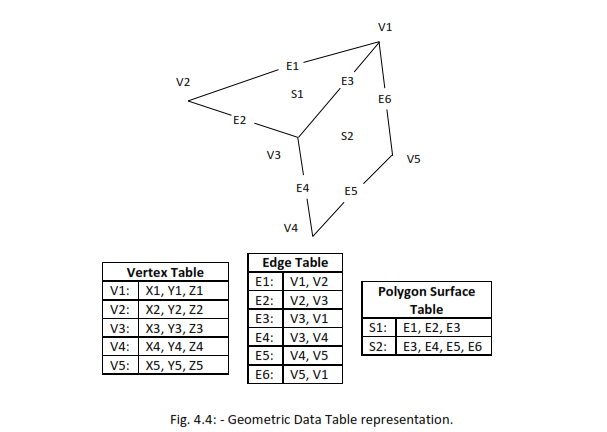 V1
E1
V2
E3
S1
E6
E2
S2
V3
V5
E4
E5
V4
Vertex Table
V1: X1, Y1, Z1
V2: X2, Y2, Z2
V3: X3, Y3, Z3
V4: X4, Y4, Z4
V5: X5, Y5, Z5
Edge Table
E1: V1, V2
E2: V2, V3
E3: V3, V1
E4: V3, V4
E5: V4, V5
E6: V5, V1
Polygon Surface
Table
S1: E1, E2, E3
S2: E3, E4, E5, E6
Fig. 4.4: - Geometric Data Table representation.